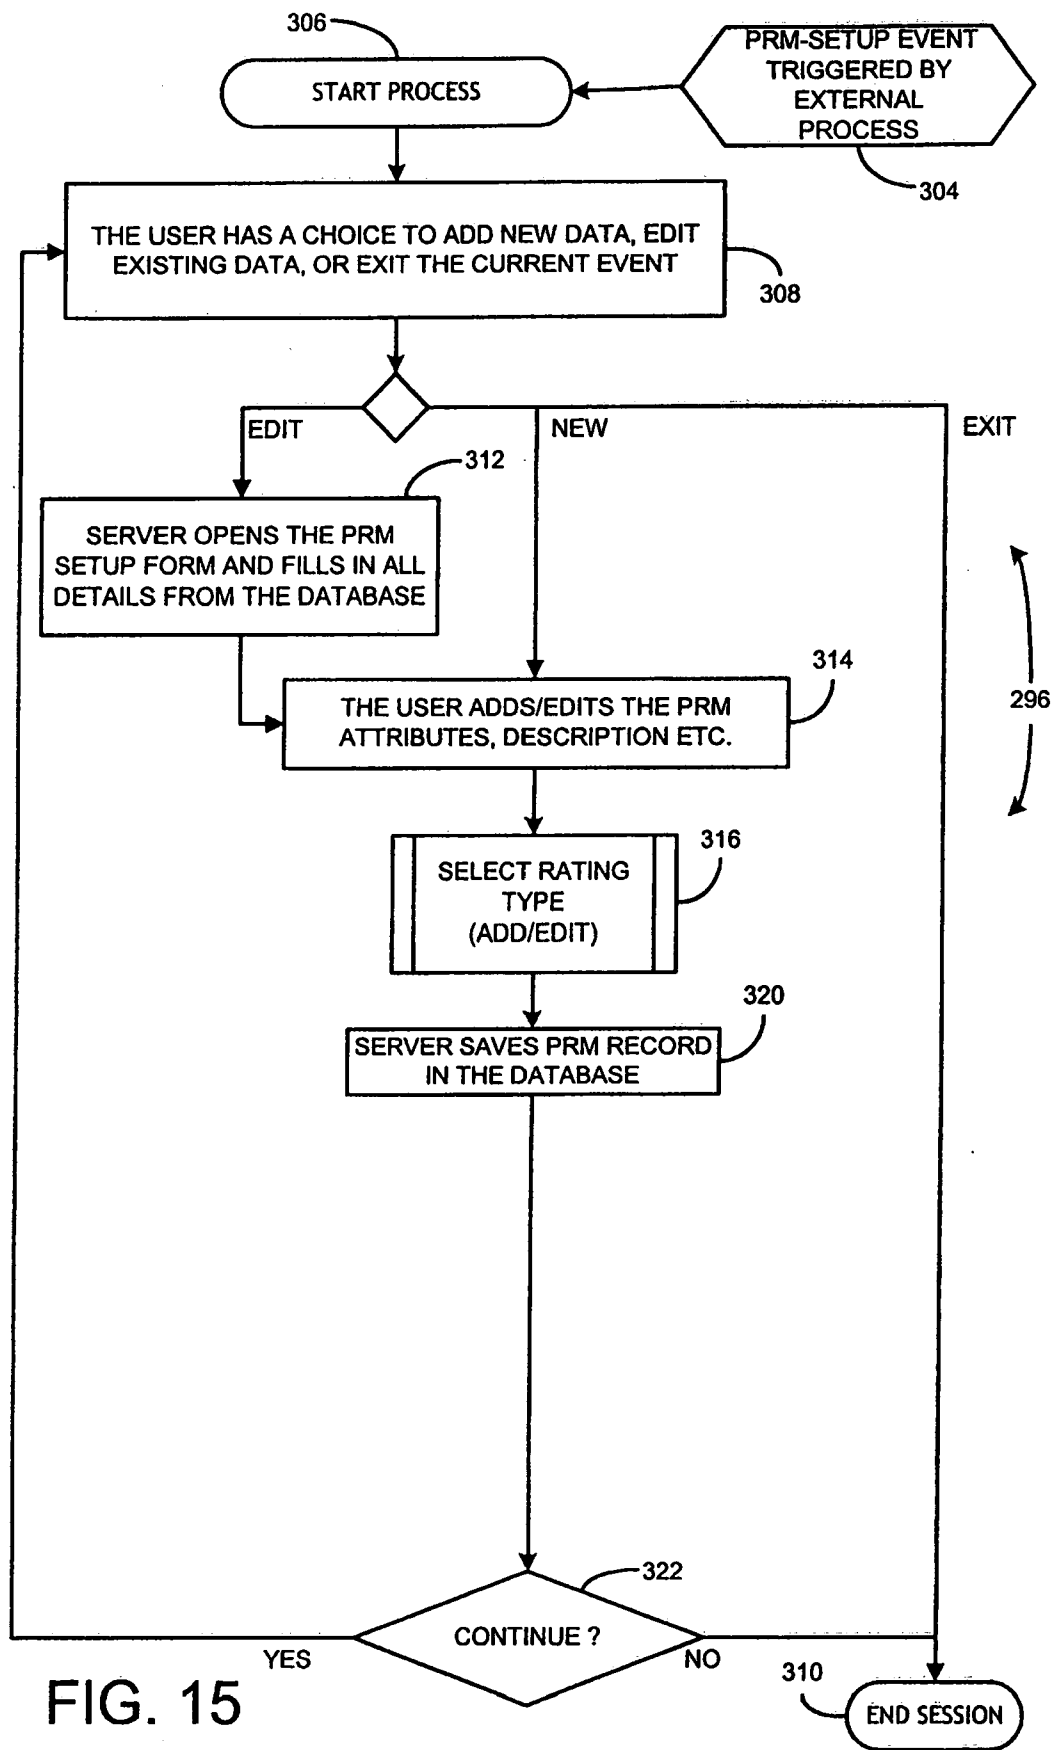 306
START PROCESS
PRM-SETUP EVENT
TRIGGERED BY
EXTERNAL
PROCESS
304
THE USER HAS A CHOICE TO ADD NEW DATA, EDIT
EXISTING DATA, OR EXIT THE CURRENT EVENT
308
EDIT
NEW
EXIT
312
SERVER OPENS THE PRM
SETUP FORM AND FILLS IN ALL
DETAILS FROM THE DATABASE
314
THE USER ADDS/EDITS THE PRM
ATTRIBUTES, DESCRIPTION ETC.
296
316
SELECT RATING
TYPE
(ADD/EDIT)
320
SERVER SAVES PRM RECORD
IN THE DATABASE
322
CONTINUE ?
YES
NO
310
END SESSION
FIG. 15